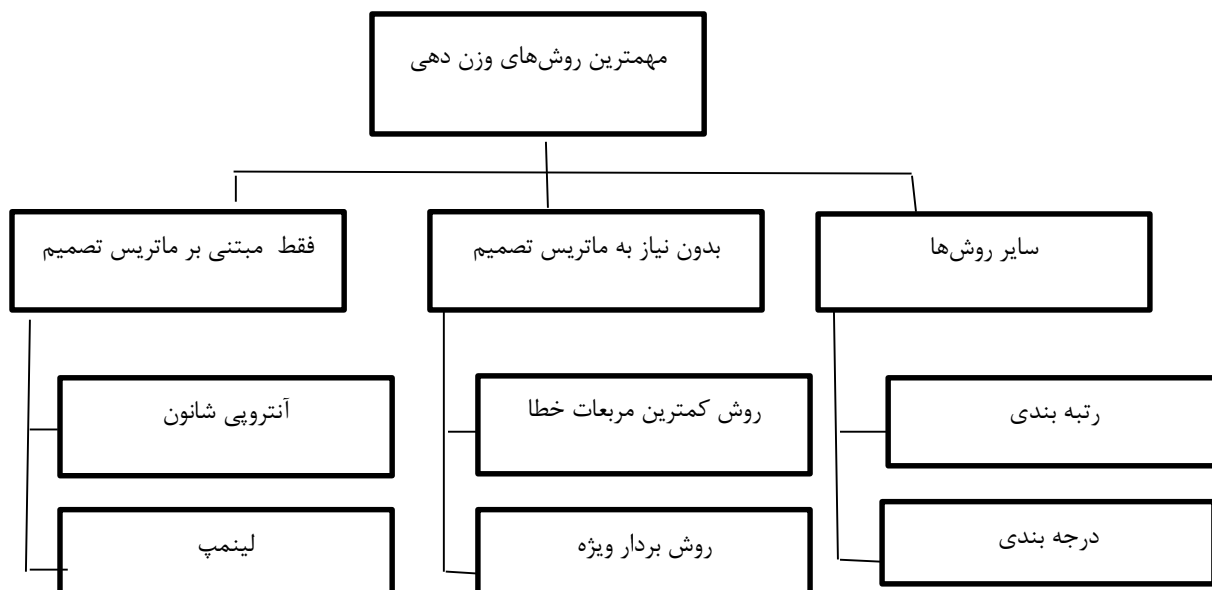 مهمترین روش‌های وزن دهی
سایر روش‌ها
بدون نیاز به ماتریس تصمیم
فقط  مبتنی بر ماتریس تصمیم
رتبه بندی
روش کمترین مربعات خطا
آنتروپی شانون
درجه بندی
روش بردار ویژه
لینمپ